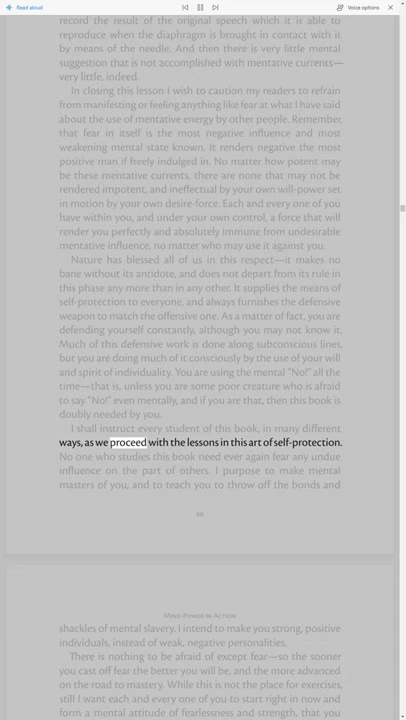 Read aloud
Voice options
record the result of the original speech which it is able to
reproduce when the diaphragm is brought in contact with it
by means of the needle. And then there is very little mental
suggestion that is not accomplished with mentative currents—
very little, indeed.
In closing this lesson I wish to caution my readers to refrain
from manifesting or feeling anything like fear at what I have said
about the use of mentative energy by other people. Remember,
that fear in itself is the most negative influence and most
weakening mental state known. It renders negative the most
positive man if freely indulged in. No matter how potent may
be these mentative currents, there are none that may not be
rendered impotent, and ineffectual by your own will-power set
in motion by your own desire-force. Each and every one of you
have within you, and under your own control, a force that will
render you perfectly and absolutely immune from undesirable
mentative influence, no matter who may use it against you.
Nature has blessed all of us in this respect—it makes no
bane without its antidote, and does not depart from its rule in
this phase any more than in any other. It supplies the means of
self-protection to everyone, and always furnishes the defensive
weapon to match the offensive one. As a matter of fact, you are
defending yourself constantly, although you may not know it.
Much of this defensive work is done along subconscious lines,
but you are doing much of it consciously by the use of your will
and spirit of individuality. You are using the mental “No!” all the
time—that is, unless you are some poor creature who is afraid
to say “No!” even mentally, and if you are that, then this book is
doubly needed by you.
I shall instruct every student of this book, in many different
ways, as we proceed with the lessons in this art of self-protection.
No one who studies this book need ever again fear any undue
influence on the part of others. I purpose to make mental
masters of you, and to teach you to throw off the bonds and
Mind-Power in Action
shackles of mental slavery. I intend to make you strong, positive
individuals, instead of weak, negative personalities.
There is nothing to be afraid of except fear—so the sooner
you cast off fear the better you will be, and the more advanced
on the road to mastery. While this is not the place for exercises,
still I want each and every one of you to start right in now and
form a mental attitude of fearlessness and strength, that you